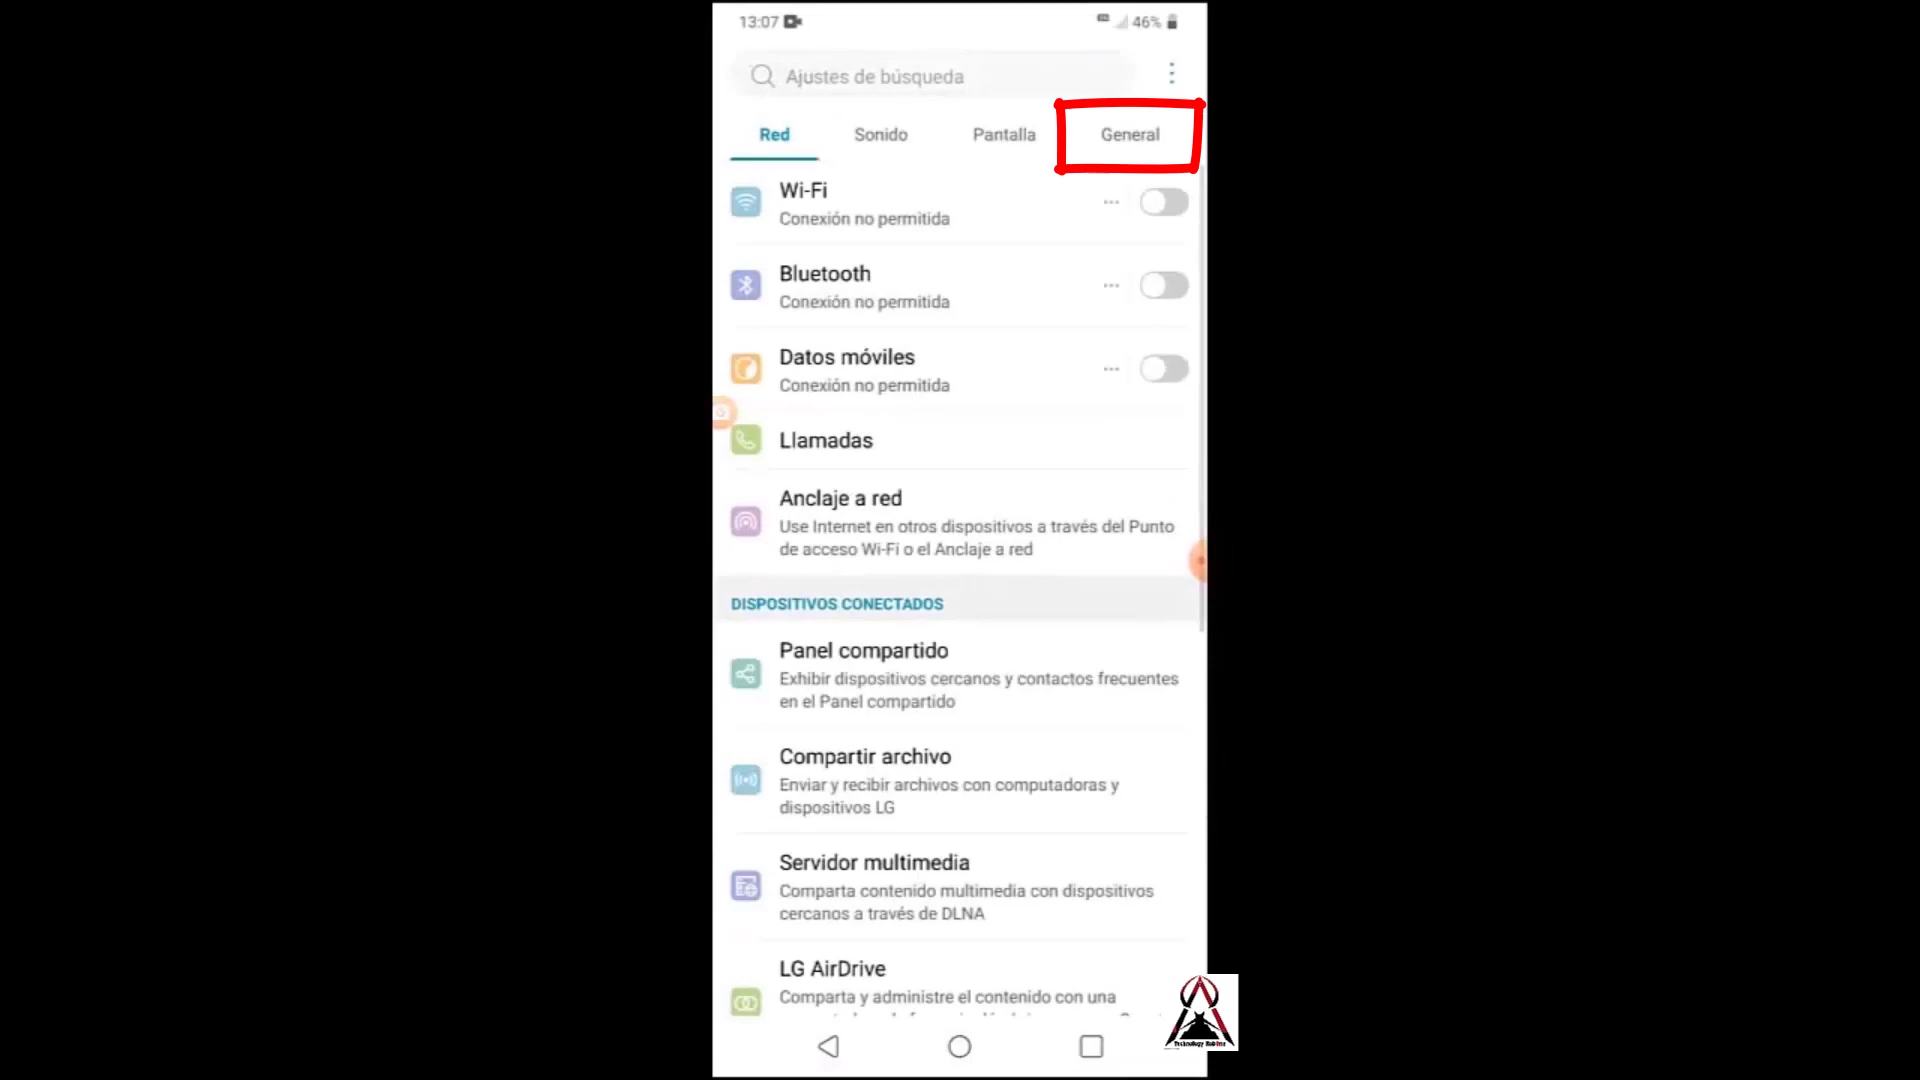 13:07
46%
Ajustes de búsqueda
Red
Sonido
Pantalla
General
Wi-Fi
Conexión no permitida
Bluetooth
Conexión no permitida
Datos móviles
Conexión no permitida
Llamadas
Anclaje a red
Use Internet en otros dispositivos a través del Punto
de acceso Wi-Fi o el Anclaje a red
DISPOSITIVOS CONECTADOS
Panel compartido
Exhibir dispositivos cercanos y contactos frecuentes
en el Panel compartido
Compartir archivo
Enviar y recibir archivos con computadoras y
dispositivos LG
Servidor multimedia
Comparta contenido multimedia con dispositivos
cercanos a través de DLNA
LG AirDrive
Comparta y administre el contenido con una
Technology